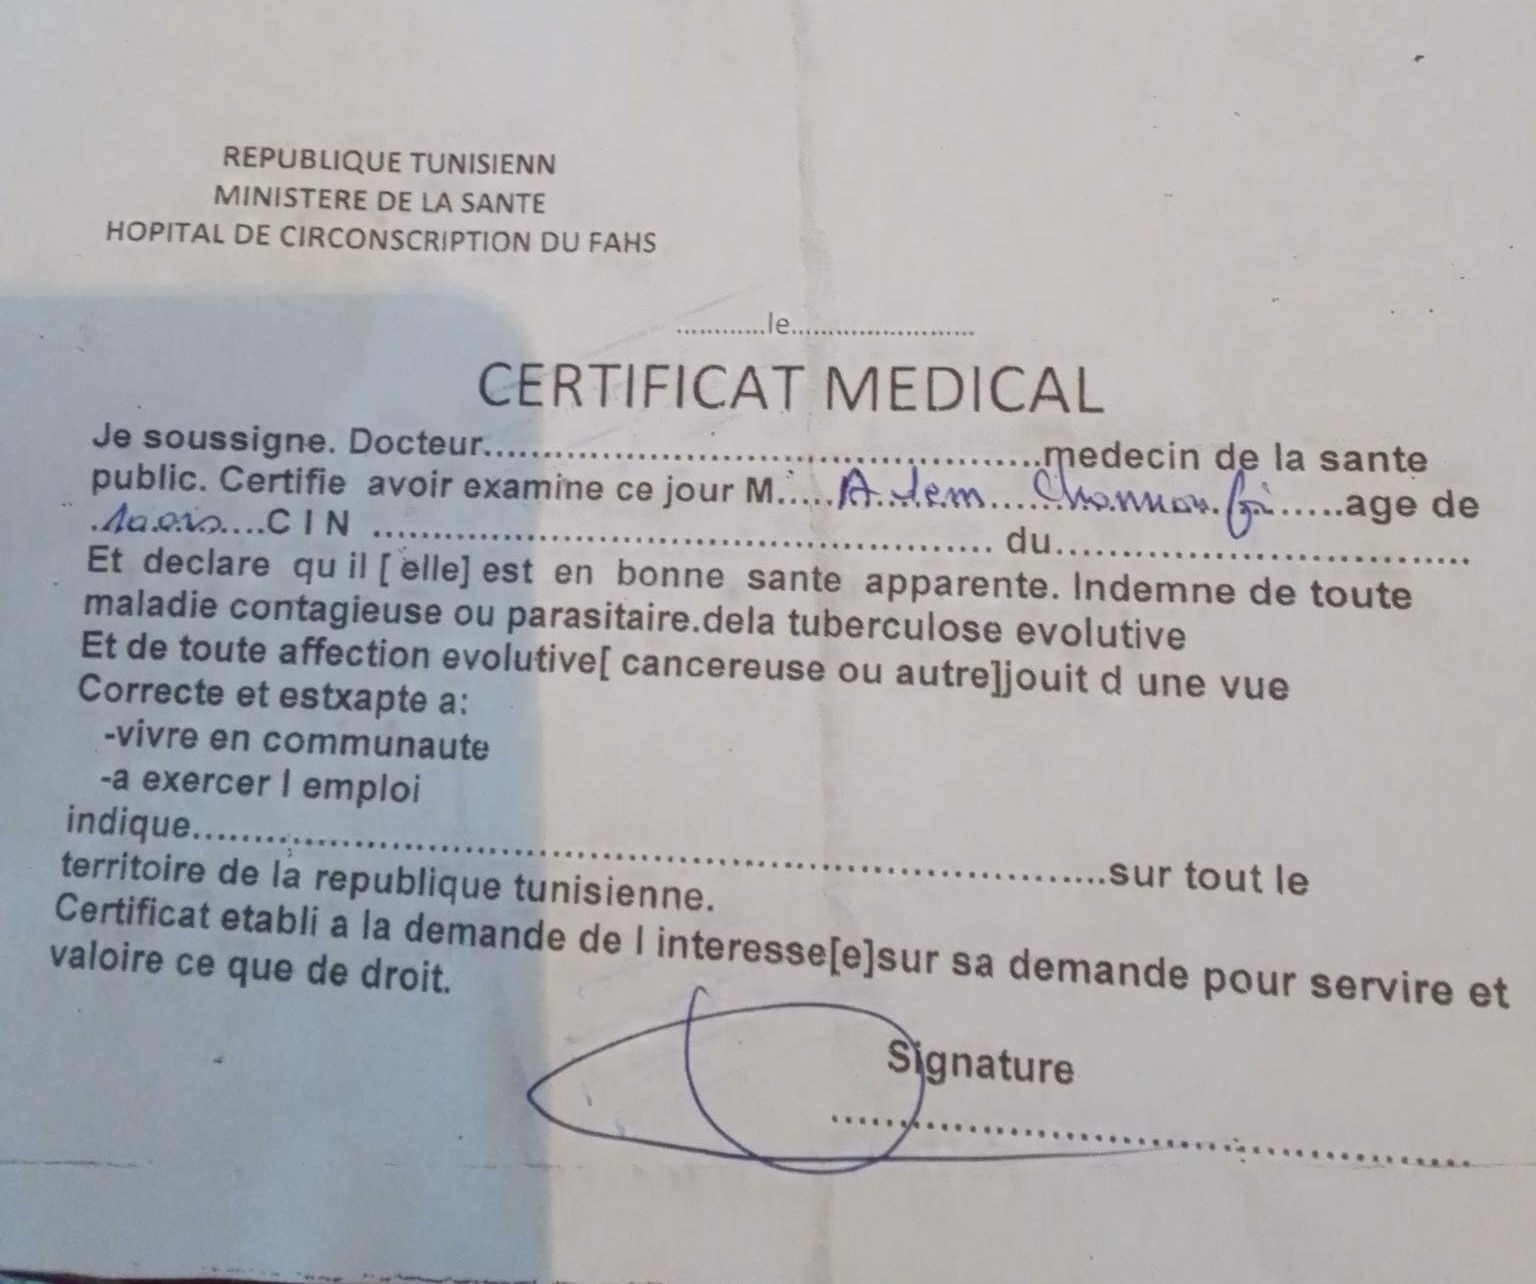 REPUBLIQUE TUNISIENN
MINISTERE DE LA SANTE
HOPITAL DE CIRCONSCRIPTION DU FAHS
............le........................
CERTIFICAT MEDICAL
Je soussigne. Docteur..........................................medecin de la sante
public. Certifie avoir examine ce jour M..............age de
....C I N .......................................... du..............................
Et declare qu il [ elle] est en bonne sante apparente. Indemne de toute
maladie contagieuse ou parasitaire.dela tuberculose evolutive
Et de toute affection evolutive[ cancereuse ou autre]jouit d une vue
Correcte et estxapte a:
-vivre en communaute
-a exercer l emploi
indique.................................................................sur tout le
territoire de la republique tunisienne.
Certificat etabli a la demande de l interesse[e]sur sa demande pour servire et
valoire ce que de droit.
Signature
..................................................